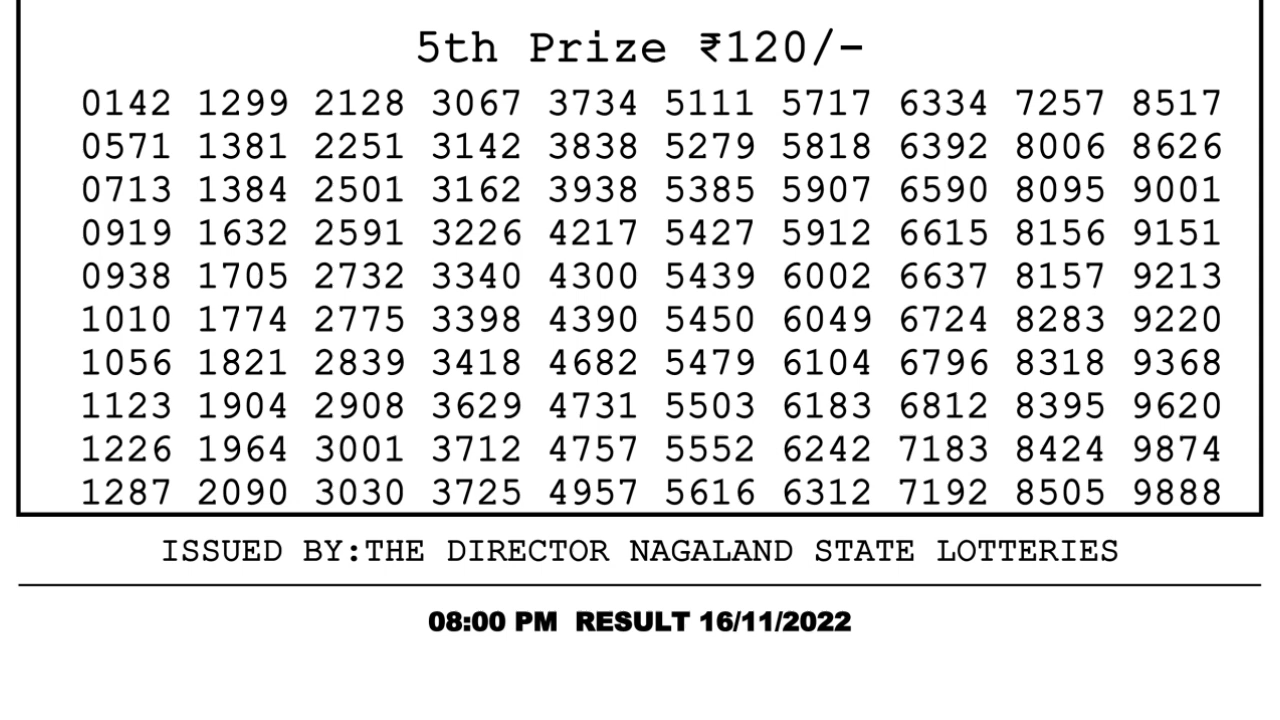 5th Prize ₹120/-
0142 1299 2128 3067 3734 5111 5717 6334 7257 8517
0571 1381 2251 3142 3838 5279 5818 6392 8006 8626
0713 1384 2501 3162 3938 5385 5907 6590 8095 9001
0919 1632 2591 3226 4217 5427 5912 6615 8156 9151
0938 1705 2732 3340 4300 5439 6002 6637 8157 9213
1010 1774 2775 3398 4390 5450 6049 6724 8283 9220
1056 1821 2839 3418 4682 5479 6104 6796 8318 9368
1123 1904 2908 3629 4731 5503 6183 6812 8395 9620
1226 1964 3001 3712 4757 5552 6242 7183 8424 9874
1287 2090 3030 3725 4957 5616 6312 7192 8505 9888
ISSUED BY:THE DIRECTOR NAGALAND STATE LOTTERIES
08:00 PM RESULT 16/11/2022